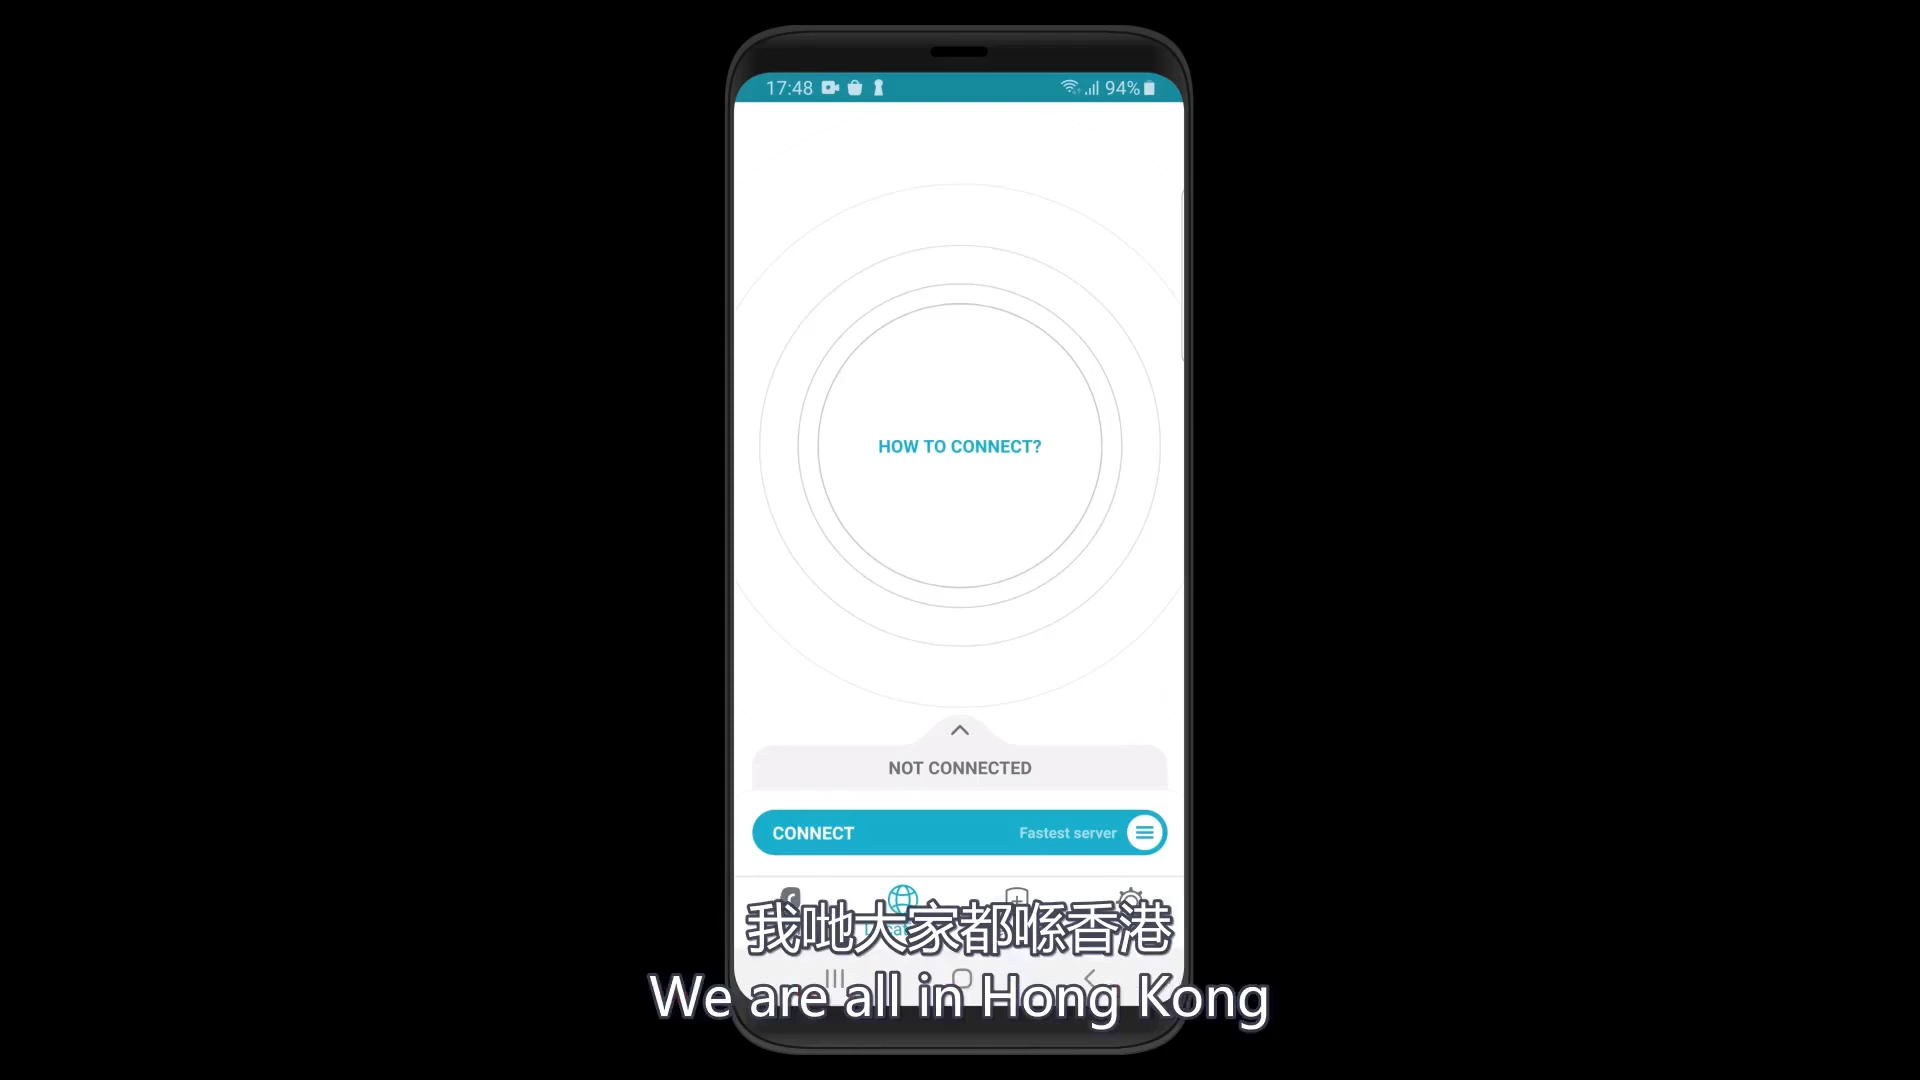 17:48
94%
HOW TO CONNECT?
NOT CONNECTED
CONNECT
Fastest server
我哋大家都喺香港
We are all in Hong Kong